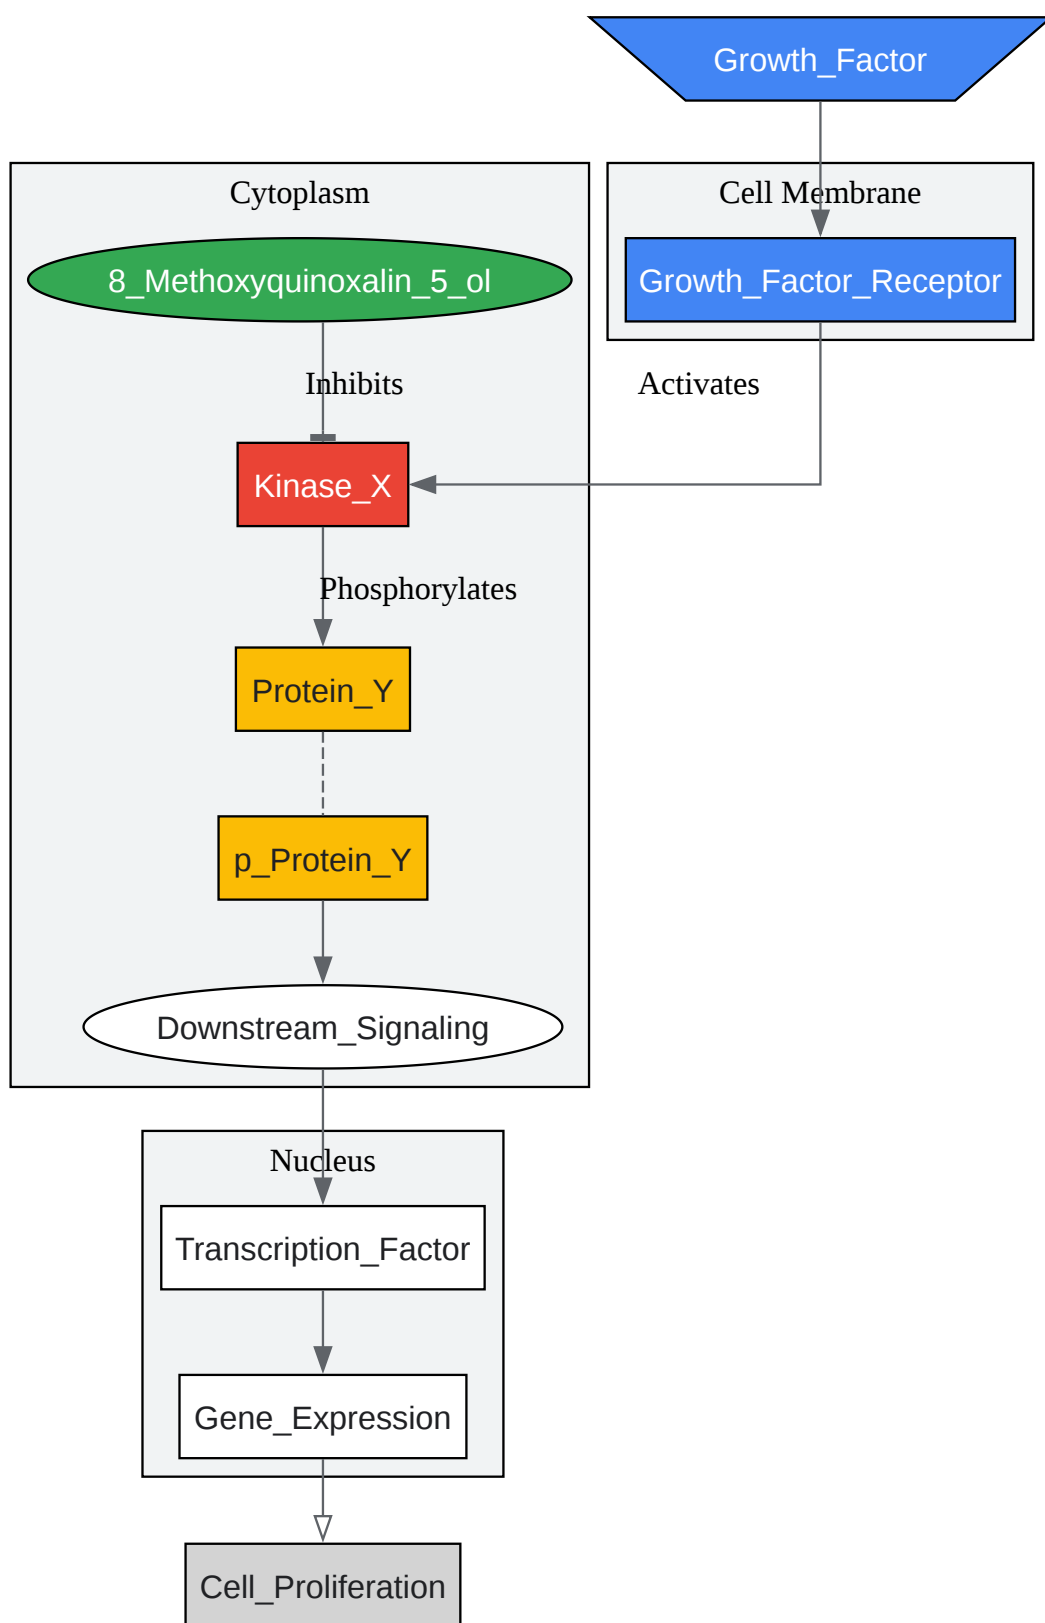 Growth_Factor
Cytoplasm
Cell Membrane
8_Methoxyquinoxalin_5_ol
Growth_Factor_Receptor
Inhibits
Activates
Kinase_X
Phosphorylates
Protein_Y
p_Protein_Y
Downstream_Signaling
Nucleus
Transcription_Factor
Gene_Expression
Cell_Proliferation